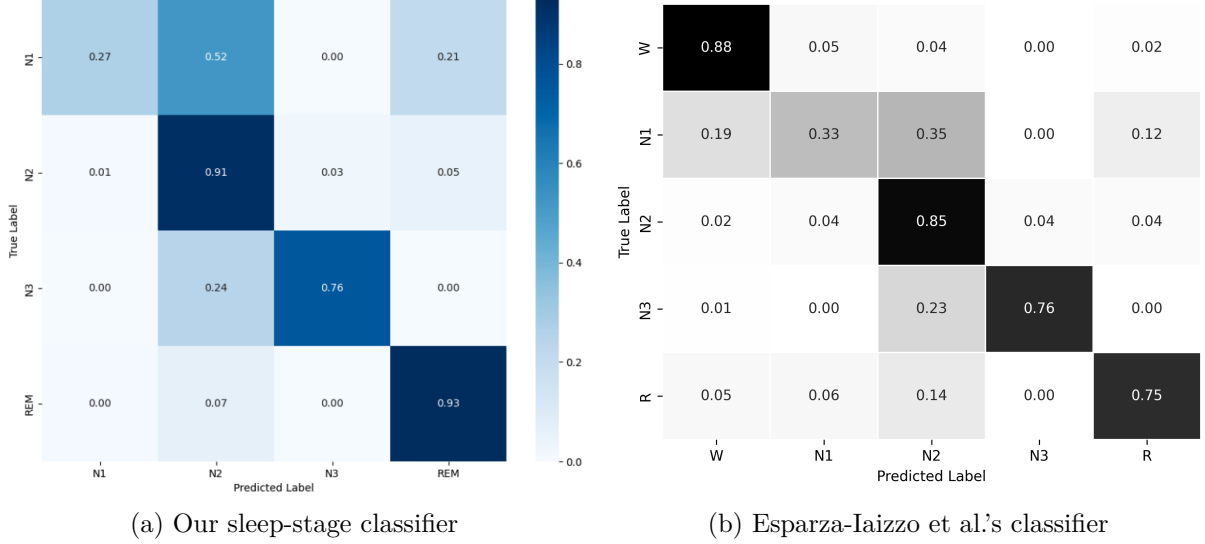 N1 0.27 0.52 0.00 0.21
N2 0.01 0.91 0.03 0.05
N3 0.00 0.24 0.76 0.00
REM 0.00 0.07 0.00 0.93
N1 N2 N3 REM
True Label
Predicted Label
0.8
0.6
0.4
0.2
0.0
(a) Our sleep-stage classifier
W 0.88 0.05 0.04 0.00 0.02
N1 0.19 0.33 0.35 0.00 0.12
N2 0.02 0.04 0.85 0.04 0.04
N3 0.01 0.00 0.23 0.76 0.00
R 0.05 0.06 0.14 0.00 0.75
W N1 N2 N3 R
True Label
Predicted Label
(b) Esparza-Iaizzo et al.'s classifier